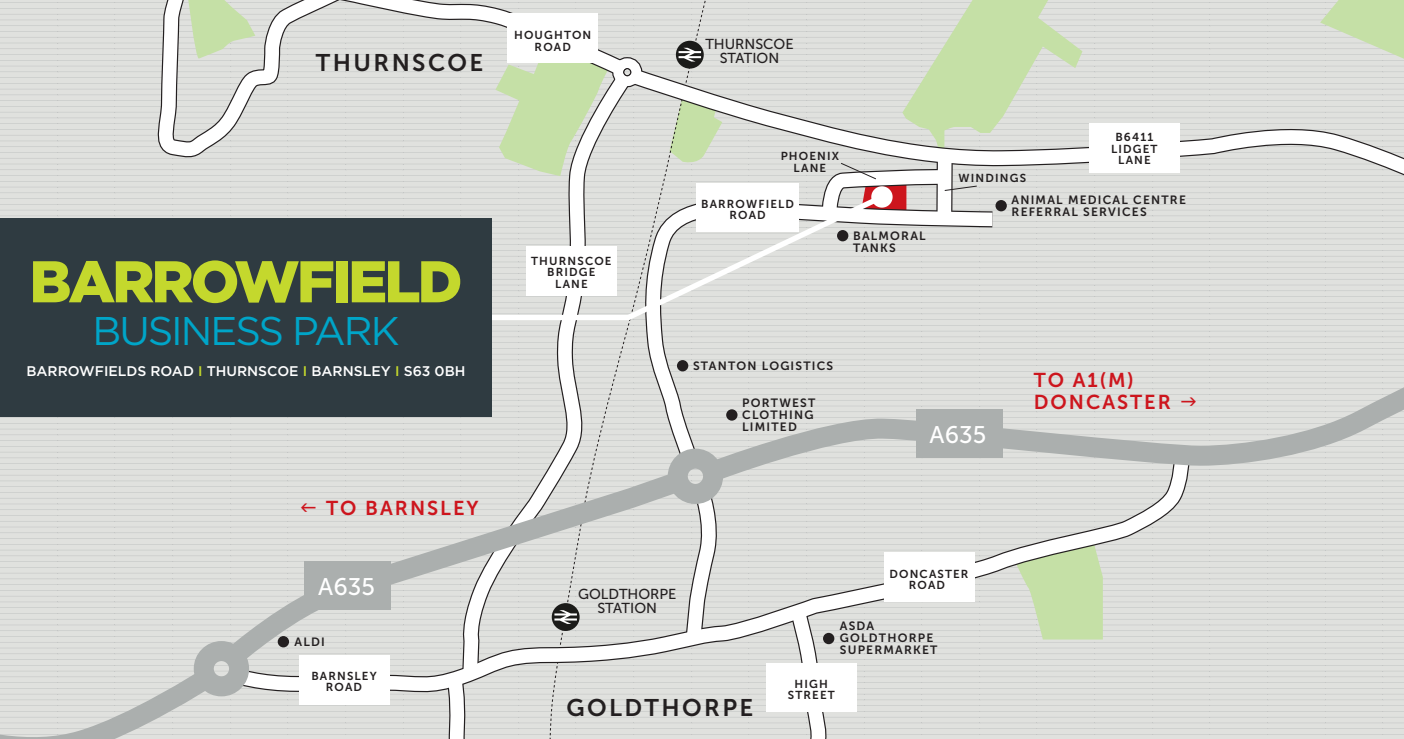 THURNSCOE
HOUGHTON
ROAD
THURNSCOE
STATION
B6411
LIDGET
LANE
PHOENIX
LANE
WINDINGS
ANIMAL MEDICAL CENTRE
REFERRAL SERVICES
BARROWFIELD
ROAD
BALMORAL
TANKS
THURNSCOE
BRIDGE
LANE
BARROWFIELD
BUSINESS PARK
BARROWFIELDS ROAD I THURNSCOE I BARNSLEY I S63 0BH
STANTON LOGISTICS
PORTWEST
CLOTHING
LIMITED
TO A1(M)
DONCASTER →
A635
← TO BARNSLEY
A635
GOLDTHORPE
STATION
DONCASTER
ROAD
ALDI
ASDA
GOLDTHORPE
SUPERMARKET
BARNSLEY
ROAD
HIGH
STREET
GOLDTHORPE